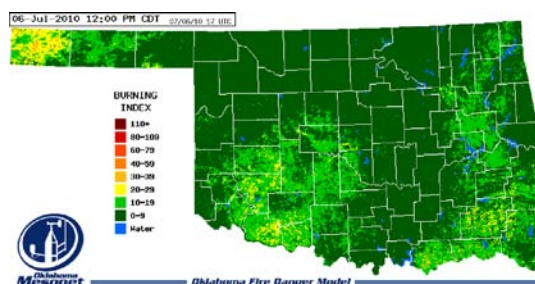 06-Jul-2010 12:00 PM CDT 07/06/10 17 UTC
BURNING
INDEX
110+
80-109
60-79
40-59
30-39
20-29
10-19
0-9
Water
Oklahoma
Mesonet
Oklahoma Fire Danger Model